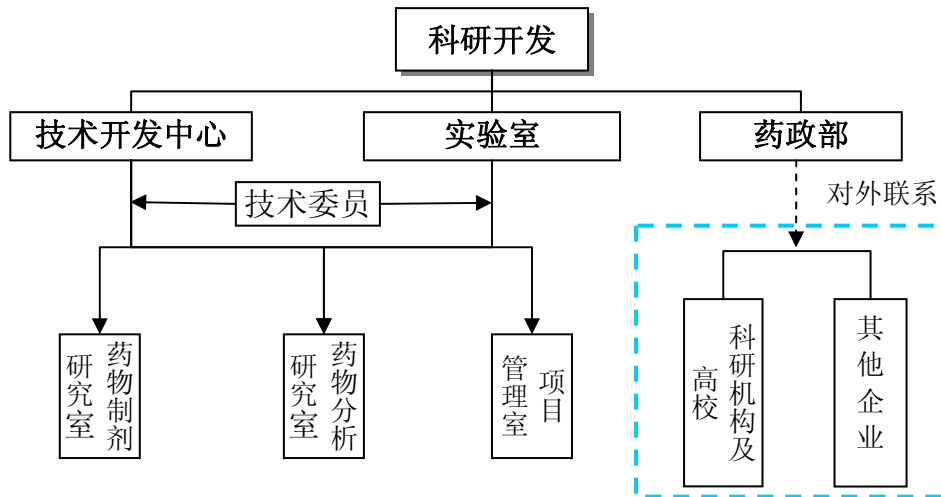 科研开发
技术开发中心
实验室
药政部
技术委员
对外联系
药物制剂
研究室
药物分析
研究室
项目
管理室
科研机构及
高校
其他企业